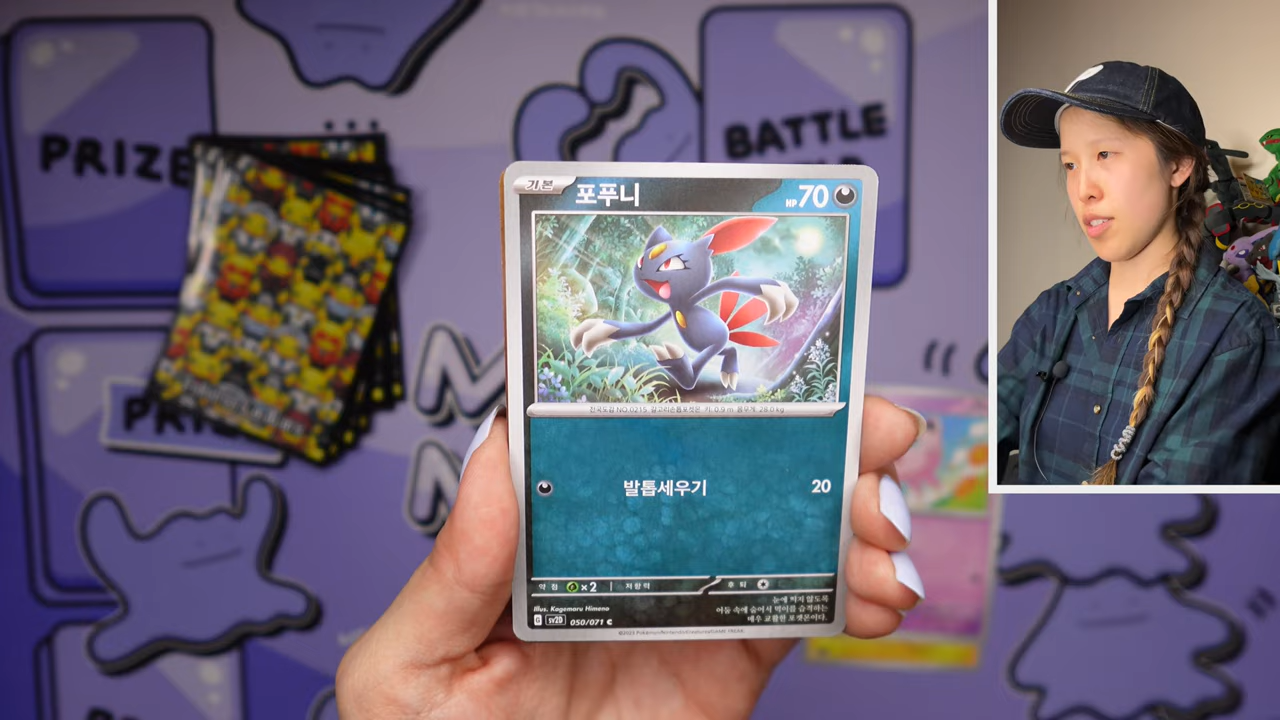 PRIZE
BATTLE
기본 포푸니 HP 70
전국도감 NO.0215 갈고리손톱포켓몬 키: 0.9 m 몸무게: 28.0 kg
발톱세우기 20
약점 ×2 저항력 후퇴
Illus. Kagemaru Himeno
G sv2D 050/071 C
눈에 띄지 않도록
어둠 속에 숨어서 먹이를 습격하는
매우 교활한 포켓몬이다.
©2023 Pokémon/Nintendo/Creatures/GAME FREAK.